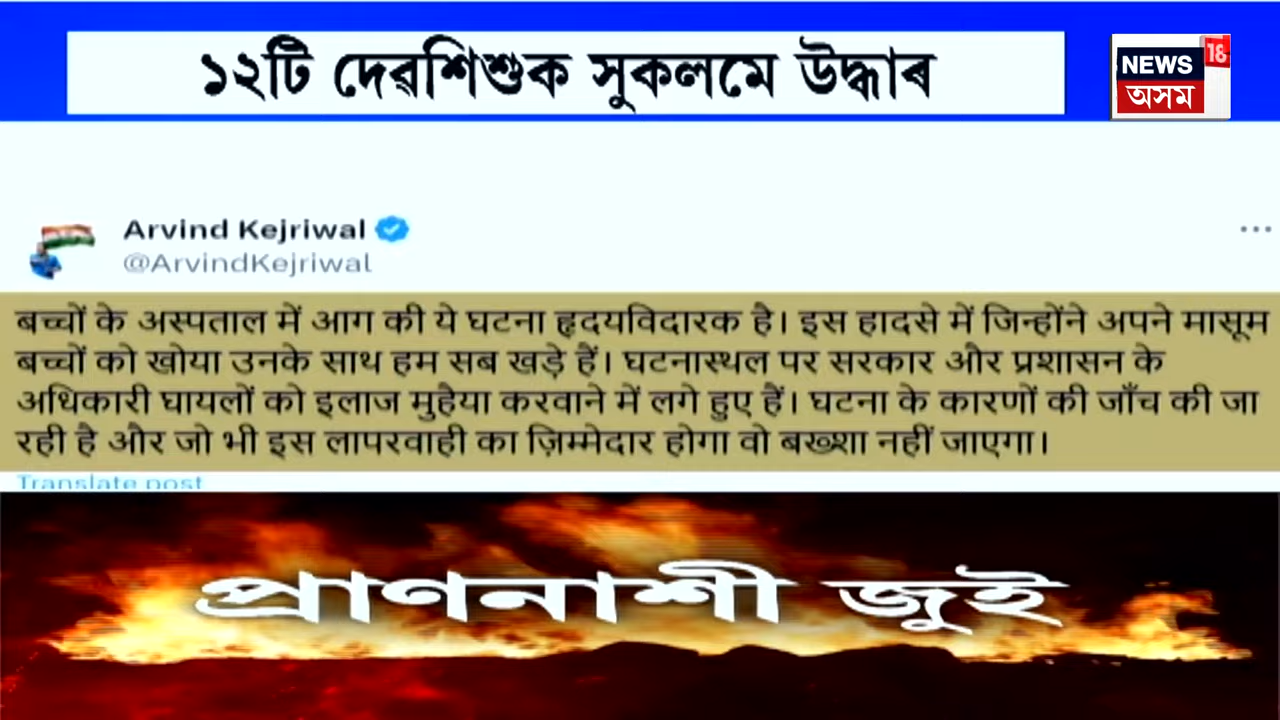 ১২টি দেৱশিশুক সুকলমে উদ্ধাৰ
NEWS 18
অসম
Arvind Kejriwal
@ArvindKejriwal
बच्चों के अस्पताल में आग की ये घटना हृदयविदारक है। इस हादसे में जिन्होंने अपने मासूम
बच्चों को खोया उनके साथ हम सब खड़े हैं। घटनास्थल पर सरकार और प्रशासन के
अधिकारी घायलों को इलाज मुहैया करवाने में लगे हुए हैं। घटना के कारणों की जाँच की जा
रही है और जो भी इस लापरवाही का ज़िम्मेदार होगा वो बख्शा नहीं जाएगा।
Translate post
প্ৰাণনাশী জুই